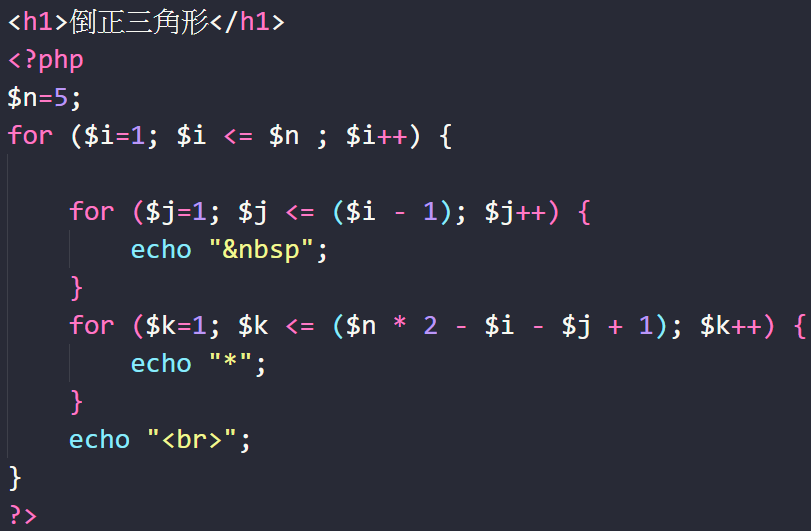 <h1>倒正三角形</h1>
<?php
$n=5;
for ($i=1; $i <= $n ; $i++) {
for ($j=1; $j <= ($i - 1); $j++) {
echo "&nbsp";
}
for ($k=1; $k <= ($n * 2 - $i - $j + 1); $k++) {
echo "*";
}
echo "<br>";
}
?>